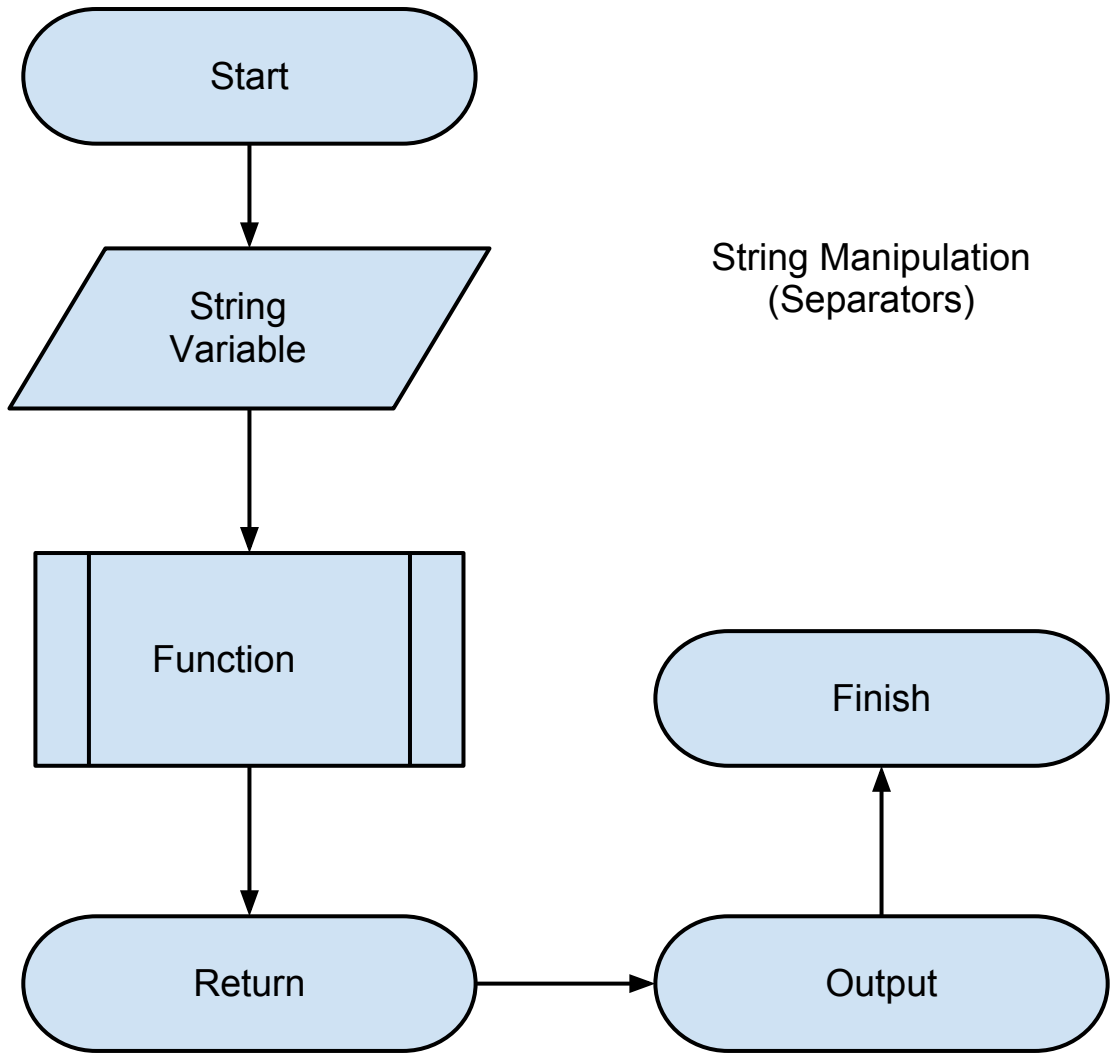 Start
String
Variable
String Manipulation
(Separators)
Function
Finish
Return
Output